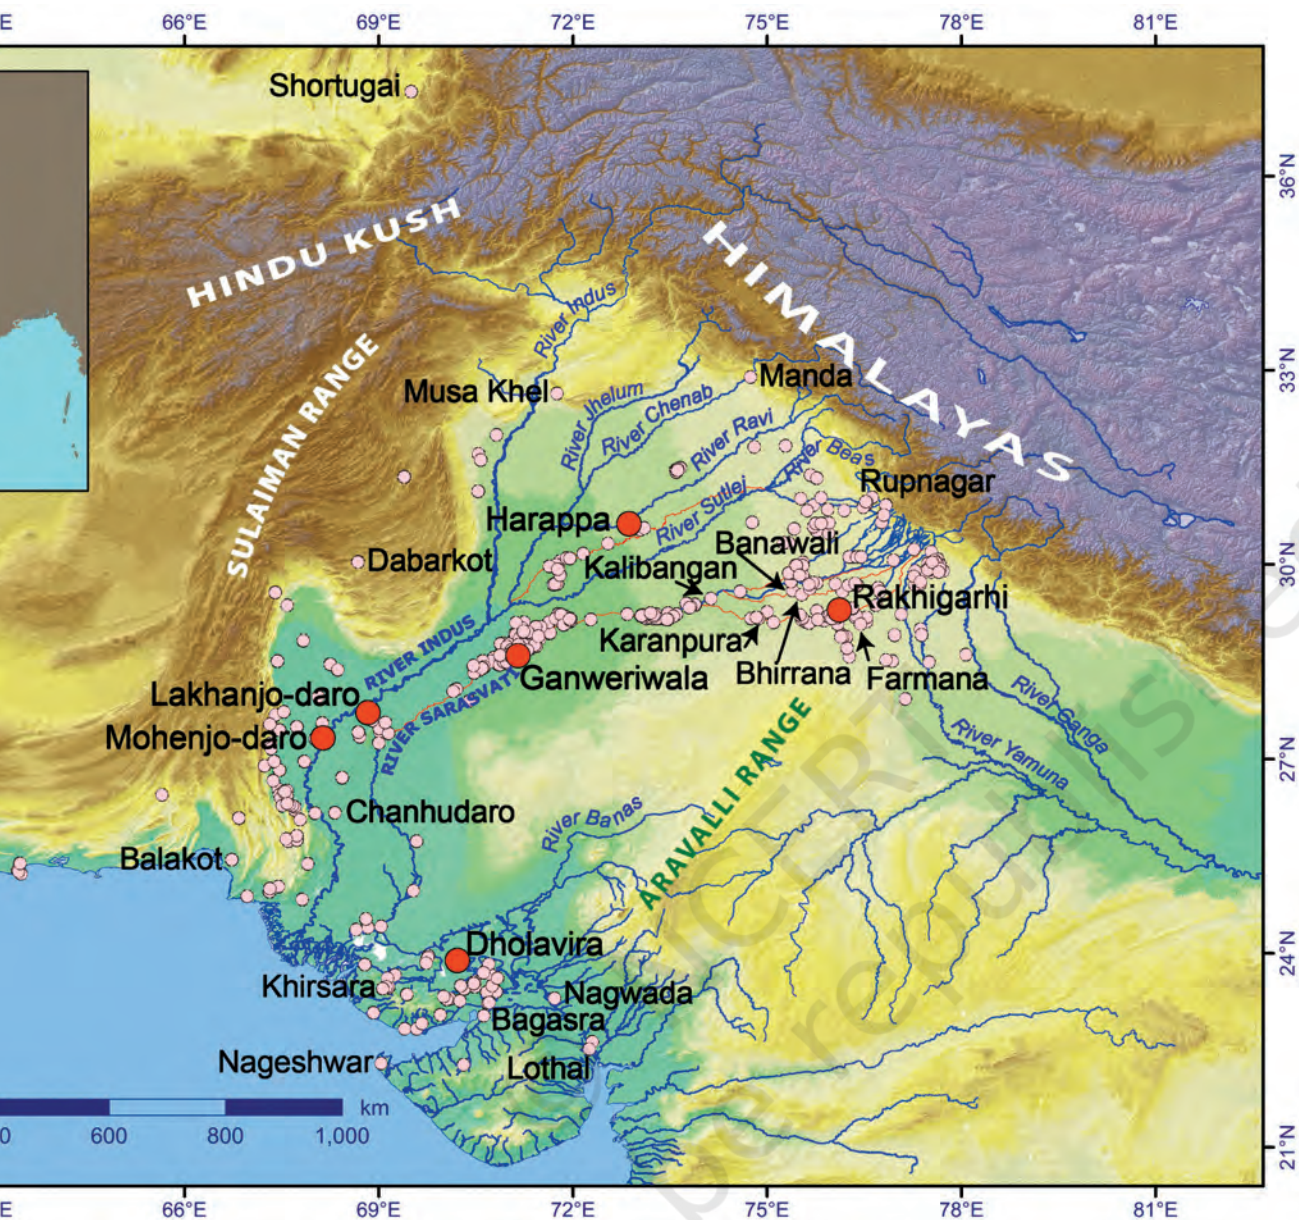 E 66°E 69°E 72°E 75°E 78°E 81°E
Shortugai
36°N
HINDU KUSH
HIMALAYAS
River Indus
SULAIMAN RANGE
33°N
Musa Khel
Manda
River Jhelum
River Chenab
River Ravi
River Beas
Rupnagar
River Sutlej
Harappa
Banawali
30°N
Dabarkot
Kalibangan
Rakhigarhi
RIVER INDUS
Karanpura
Bhirrana
Farmana
Ganweriwala
RIVER SARASVATI
Lakhanjo-daro
Mohenjo-daro
River Ganga
River Yamuna
27°N
ARAVALLI RANGE
Chanhudaro
River Banas
Balakot
Dholavira
24°N
Khirsara
Nagwada
Bagasra
Nageshwar
Lothal
km
0 600 800 1,000
21°N
E 66°E 69°E 72°E 75°E 78°E 81°E
NCERT
be republis